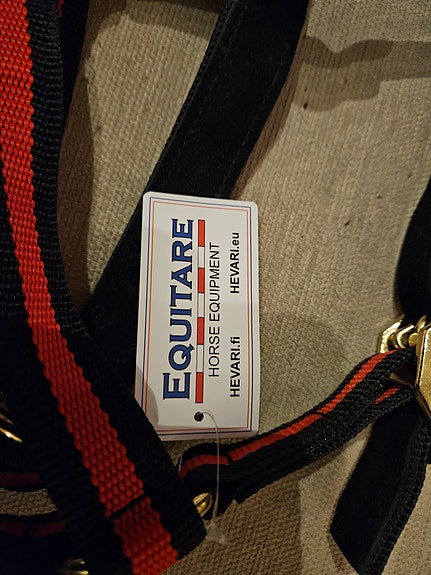 EQUITARE
HORSE EQUIPMENT
HEVARI.fi HEVARI.eu